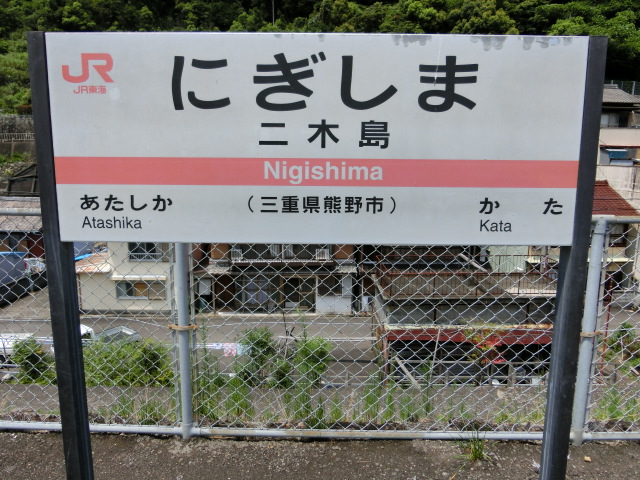 JR
JR東海
にぎしま
二木島
Nigishima
あたしか
Atashika
（三重県熊野市）
かた
Kata